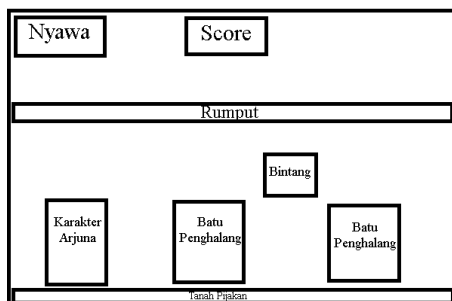 Nyawa
Score
Rumput
Bintang
Karakter
Arjuna
Batu
Penghalang
Batu
Penghalang
Tanah Pijakan